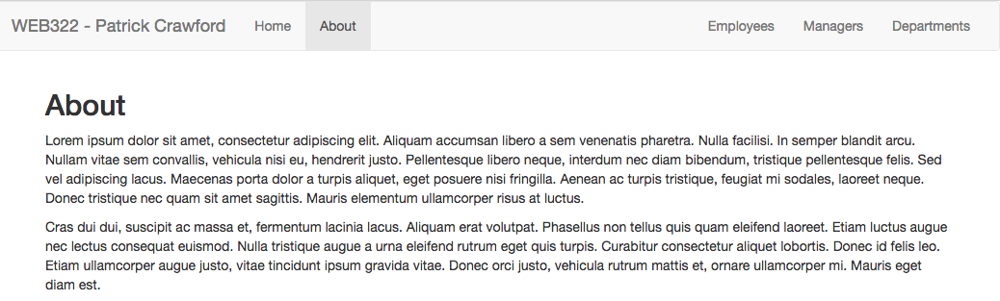 WEB322 - Patrick Crawford Home About Employees Managers Departments
About
Lorem ipsum dolor sit amet, consectetur adipiscing elit. Aliquam accumsan libero a sem venenatis pharetra. Nulla facilisi. In semper blandit arcu.
Nullam vitae sem convallis, vehicula nisi eu, hendrerit justo. Pellentesque libero neque, interdum nec diam bibendum, tristique pellentesque felis. Sed
vel adipiscing lacus. Maecenas porta dolor a turpis aliquet, eget posuere nisi fringilla. Aenean ac turpis tristique, feugiat mi sodales, laoreet neque.
Donec tristique nec quam sit amet sagittis. Mauris elementum ullamcorper risus at luctus.
Cras dui dui, suscipit ac massa et, fermentum lacinia lacus. Aliquam erat volutpat. Phasellus non tellus quis quam eleifend laoreet. Etiam luctus augue
nec lectus consequat euismod. Nulla tristique augue a urna eleifend rutrum eget quis turpis. Curabitur consectetur aliquet lobortis. Donec id felis leo.
Etiam ullamcorper augue justo, vitae tincidunt ipsum gravida vitae. Donec orci justo, vehicula rutrum mattis et, ornare ullamcorper mi. Mauris eget
diam est.